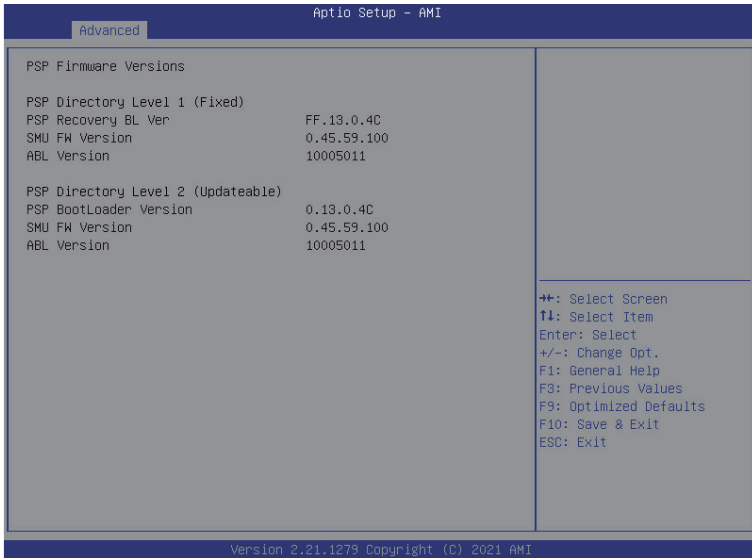 Aptio Setup – AMI
Advanced
PSP Firmware Versions
PSP Directory Level 1 (Fixed)
PSP Recovery BL Ver FF.13.0.4C
SMU FW Version 0.45.59.100
ABL Version 10005011
PSP Directory Level 2 (Updateable)
PSP BootLoader Version 0.13.0.4C
SMU FW Version 0.45.59.100
ABL Version 10005011
→←: Select Screen
↑↓: Select Item
Enter: Select
+/-: Change Opt.
F1: General Help
F3: Previous Values
F9: Optimized Defaults
F10: Save & Exit
ESC: Exit
Version 2.21.1279 Copyright (C) 2021 AMI